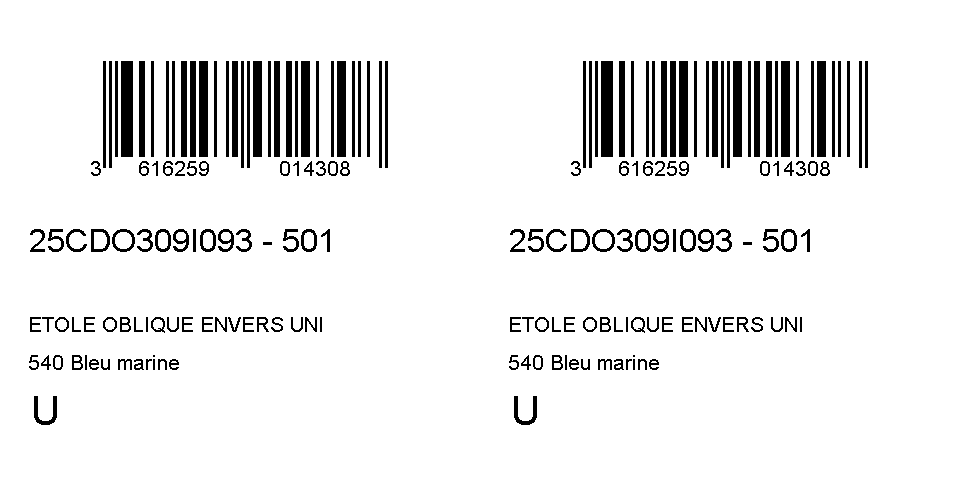 3 616259 014308
25CDO309I093 - 501
ETOLE OBLIQUE ENVERS UNI
540 Bleu marine
U
3 616259 014308
25CDO309I093 - 501
ETOLE OBLIQUE ENVERS UNI
540 Bleu marine
U